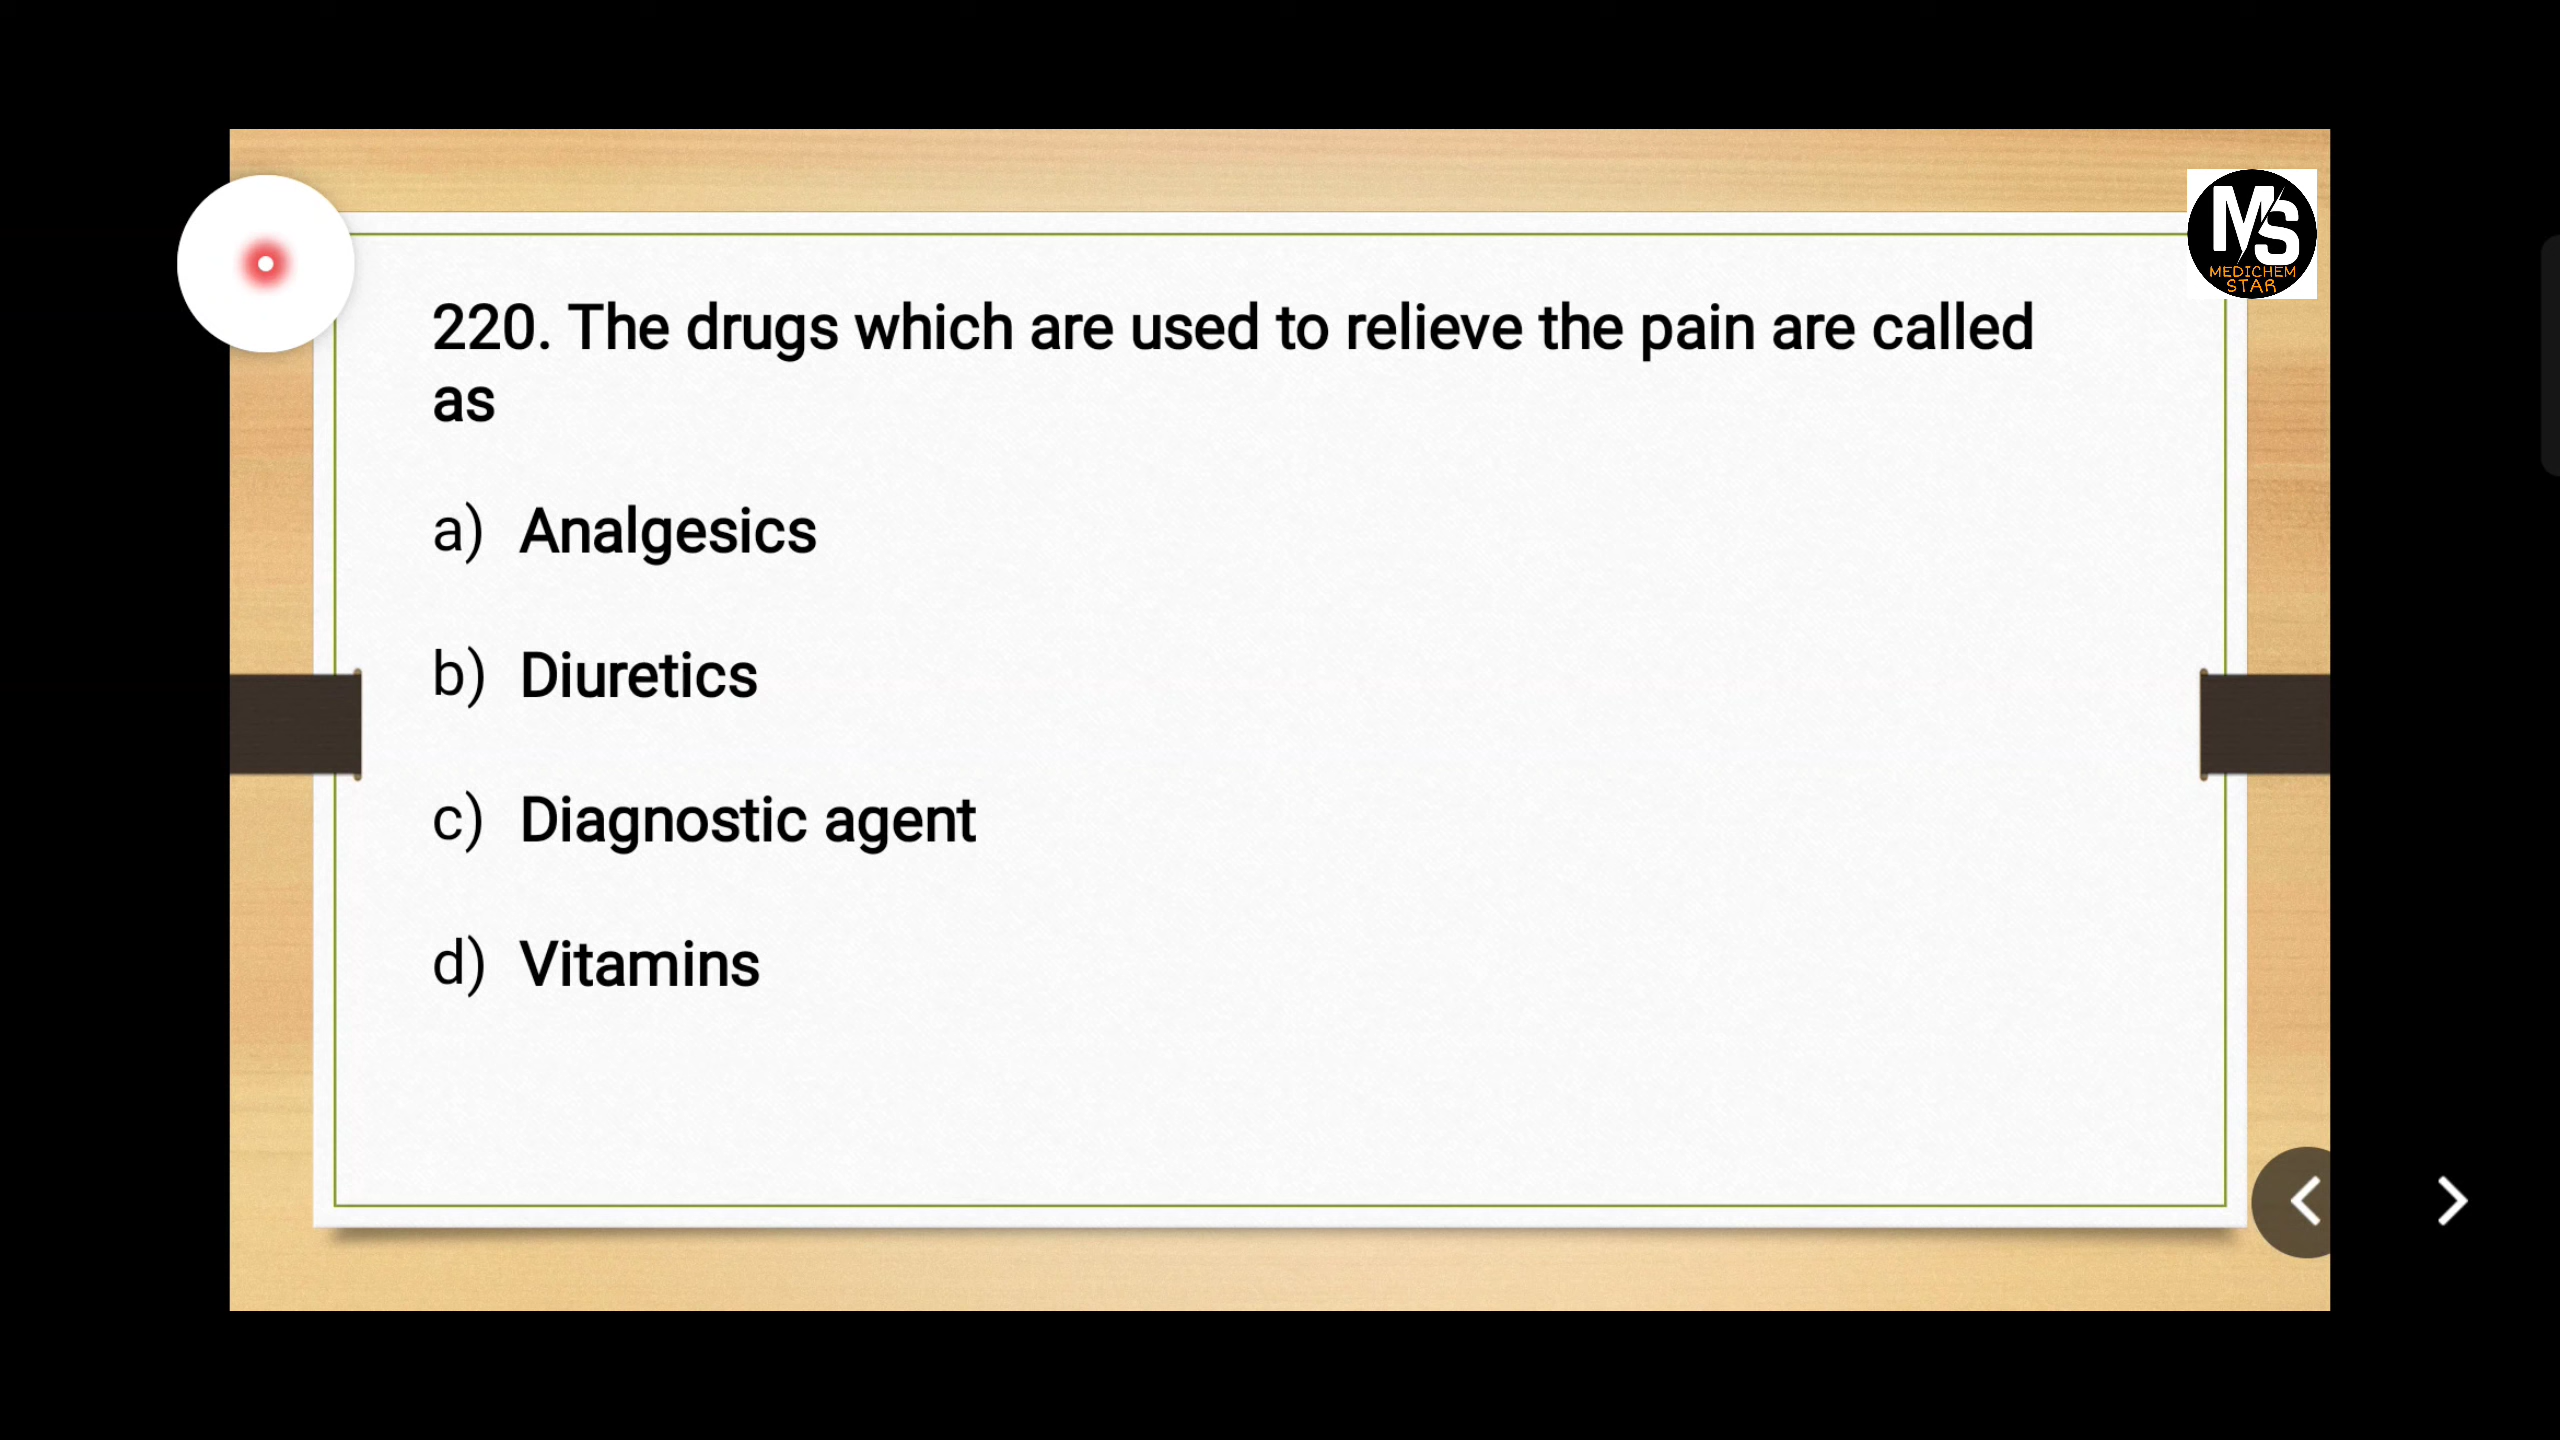 MS
MEDICHEM
STAR
220. The drugs which are used to relieve the pain are called
as
a) Analgesics
b) Diuretics
c) Diagnostic agent
d) Vitamins